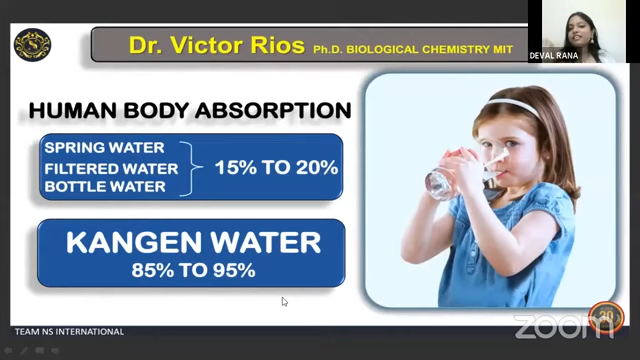 Dr. Victor Rios Ph.D. BIOLOGICAL CHEMISTRY MIT
DEVAL RANA
HUMAN BODY ABSORPTION
SPRING WATER
FILTERED WATER
BOTTLE WATER
15% TO 20%
KANGEN WATER
85% TO 95%
30
zoom
TEAM NS INTERNATIONAL